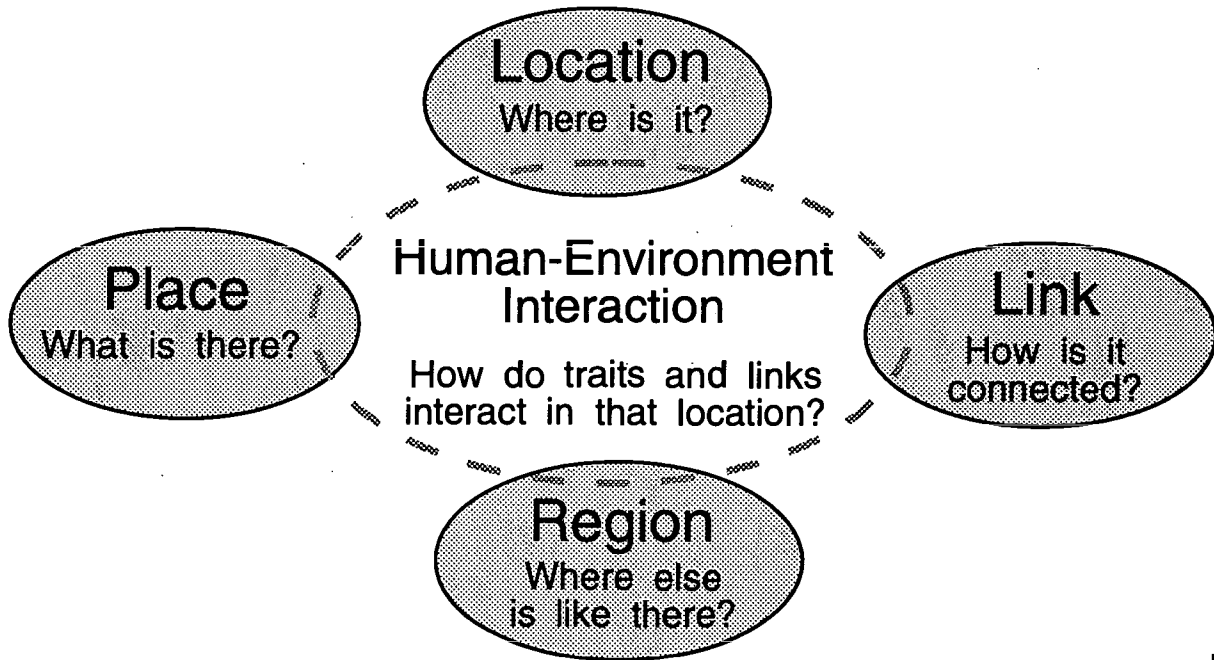 Location
Where is it?
Place
What is there?
Human-Environment
Interaction
How do traits and links
interact in that location?
Link
How is it
connected?
Region
Where else
is like there?